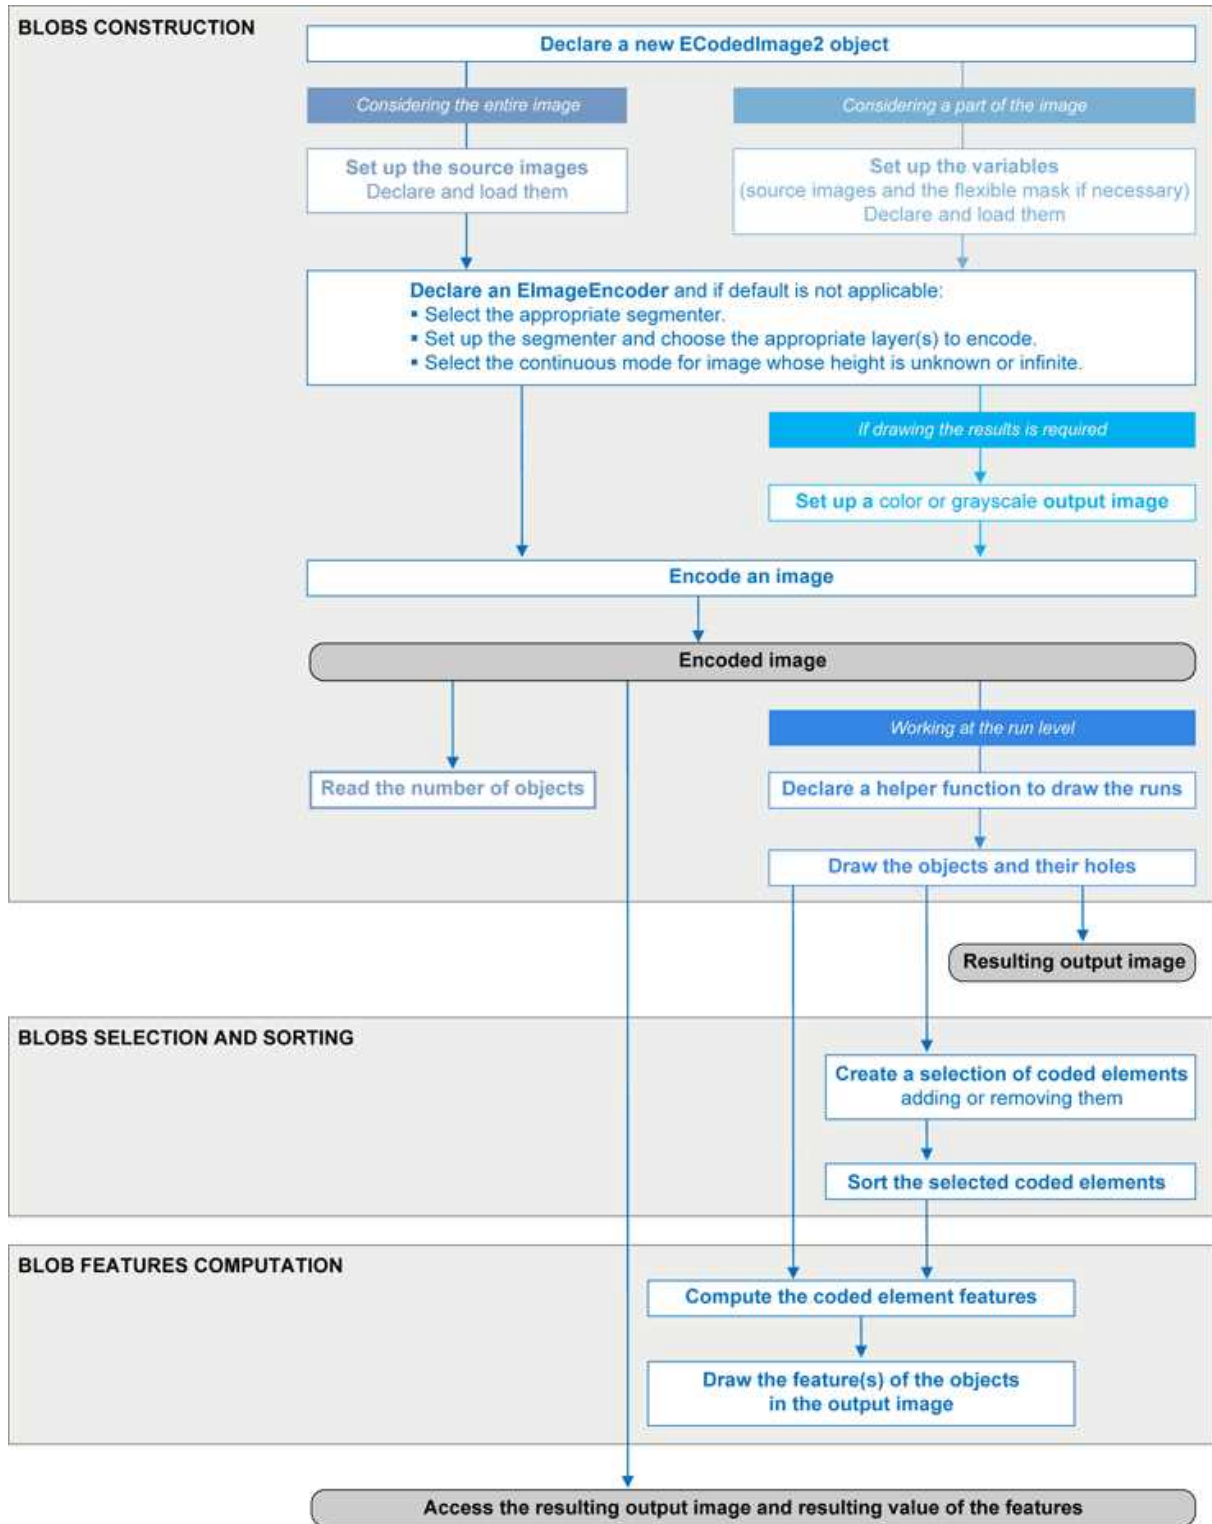 BLOBS CONSTRUCTION
Declare a new ECodedImage2 object
Considering the entire image
Considering a part of the image
Set up the source images
Declare and load them
Set up the variables
(source images and the flexible mask if necessary)
Declare and load them
Declare an EImageEncoder and if default is not applicable:
▪ Select the appropriate segmenter.
▪ Set up the segmenter and choose the appropriate layer(s) to encode.
▪ Select the continuous mode for image whose height is unknown or infinite.
If drawing the results is required
Set up a color or grayscale output image
Encode an image
Encoded image
Working at the run level
Read the number of objects
Declare a helper function to draw the runs
Draw the objects and their holes
Resulting output image
BLOBS SELECTION AND SORTING
Create a selection of coded elements
adding or removing them
Sort the selected coded elements
BLOB FEATURES COMPUTATION
Compute the coded element features
Draw the feature(s) of the objects
in the output image
Access the resulting output image and resulting value of the features